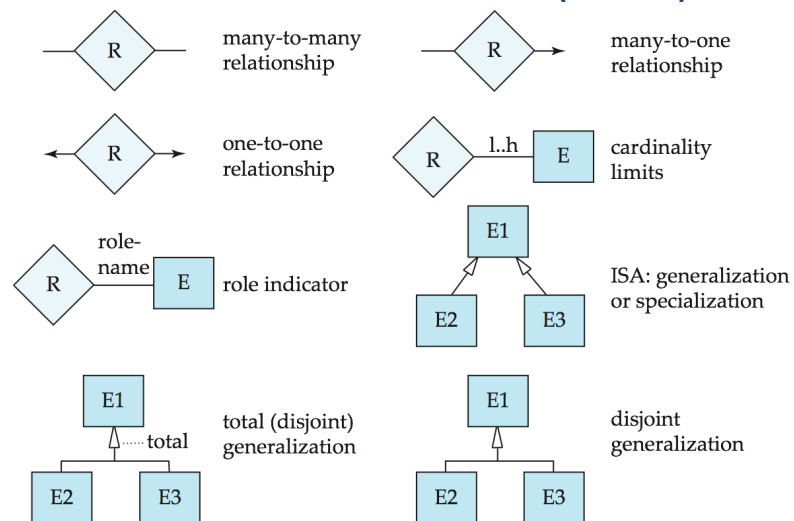 R
many-to-many
relationship
R
many-to-one
relationship
R
one-to-one
relationship
R
l..h
E
cardinality
limits
role-
name
R
E
role indicator
E1
E2
E3
ISA: generalization
or specialization
E1
total
E2
E3
total (disjoint)
generalization
E1
E2
E3
disjoint
generalization